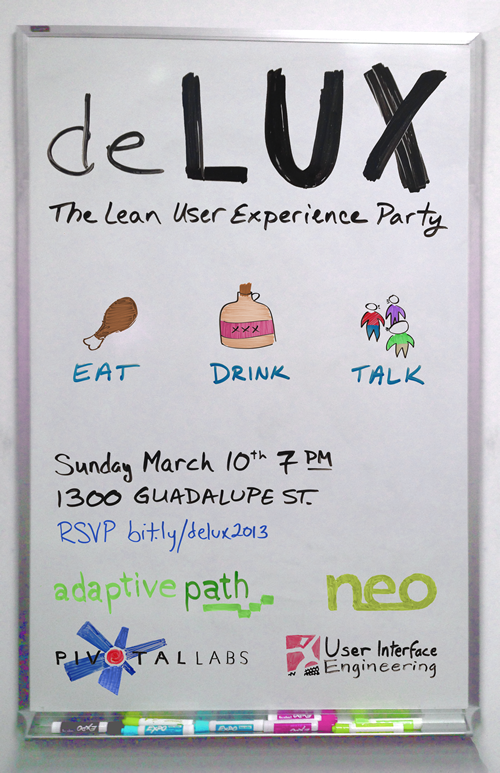 deLUX
The Lean User Experience Party
EAT DRINK TALK
Sunday March 10th 7 PM
1300 GUADALUPE ST.
RSVP bit.ly/delux2013
adaptive path neo
PIVOTAL LABS User Interface
Engineering
EXPO